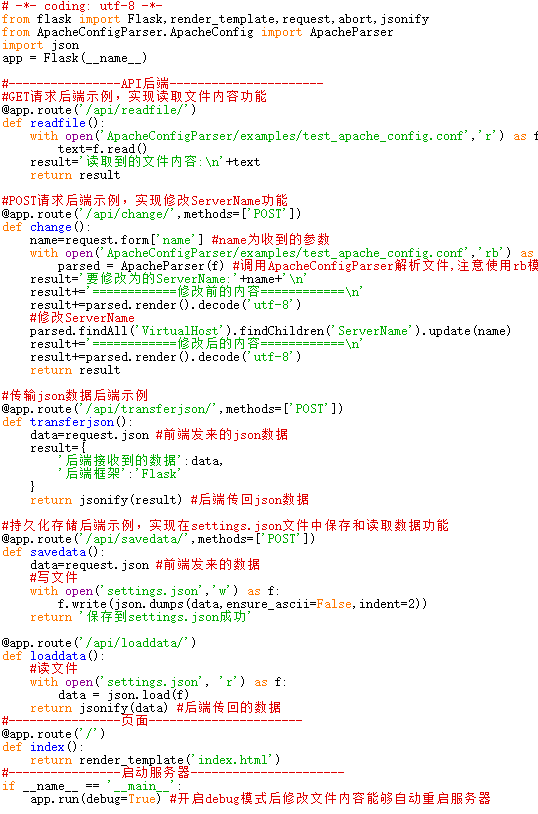 # -*- coding: utf-8 -*-
from flask import Flask,render_template,request,abort,jsonify
from ApacheConfigParser.ApacheConfig import ApacheParser
import json
app = Flask(__name__)

#----------------API后端----------------------
#GET请求后端示例，实现读取文件内容功能
@app.route('/api/readfile/')
def readfile():
    with open('ApacheConfigParser/examples/test_apache_config.conf','r') as f
        text=f.read()
    result='读取到的文件内容:\n'+text
    return result

#POST请求后端示例，实现修改ServerName功能
@app.route('/api/change/',methods=['POST'])
def change():
    name=request.form['name'] #name为收到的参数
    with open('ApacheConfigParser/examples/test_apache_config.conf','rb') as
        parsed = ApacheParser(f) #调用ApacheConfigParser解析文件,注意使用rb模
    result='要修改为的ServerName:'+name+'\n'
    result+='============修改前的内容============\n'
    result+=parsed.render().decode('utf-8')
    #修改ServerName
    parsed.findAll('VirtualHost').findChildren('ServerName').update(name)
    result+='============修改后的内容============\n'
    result+=parsed.render().decode('utf-8')
    return result

#传输json数据后端示例
@app.route('/api/transferjson/',methods=['POST'])
def transferjson():
    data=request.json #前端发来的json数据
    result={
        '后端接收到的数据':data,
        '后端框架':'Flask'
    }
    return jsonify(result) #后端传回json数据

#持久化存储后端示例，实现在settings.json文件中保存和读取数据功能
@app.route('/api/savedata/',methods=['POST'])
def savedata():
    data=request.json #前端发来的数据
    #写文件
    with open('settings.json','w') as f:
        f.write(json.dumps(data,ensure_ascii=False,indent=2))
    return '保存到settings.json成功'

@app.route('/api/loaddata/')
def loaddata():
    #读文件
    with open('settings.json', 'r') as f:
        data = json.load(f)
    return jsonify(data) #后端传回的数据
#----------------页面----------------------
@app.route('/')
def index():
    return render_template('index.html')
#----------------启动服务器----------------------
if __name__ == '__main__':
    app.run(debug=True) #开启debug模式后修改文件内容能够自动重启服务器